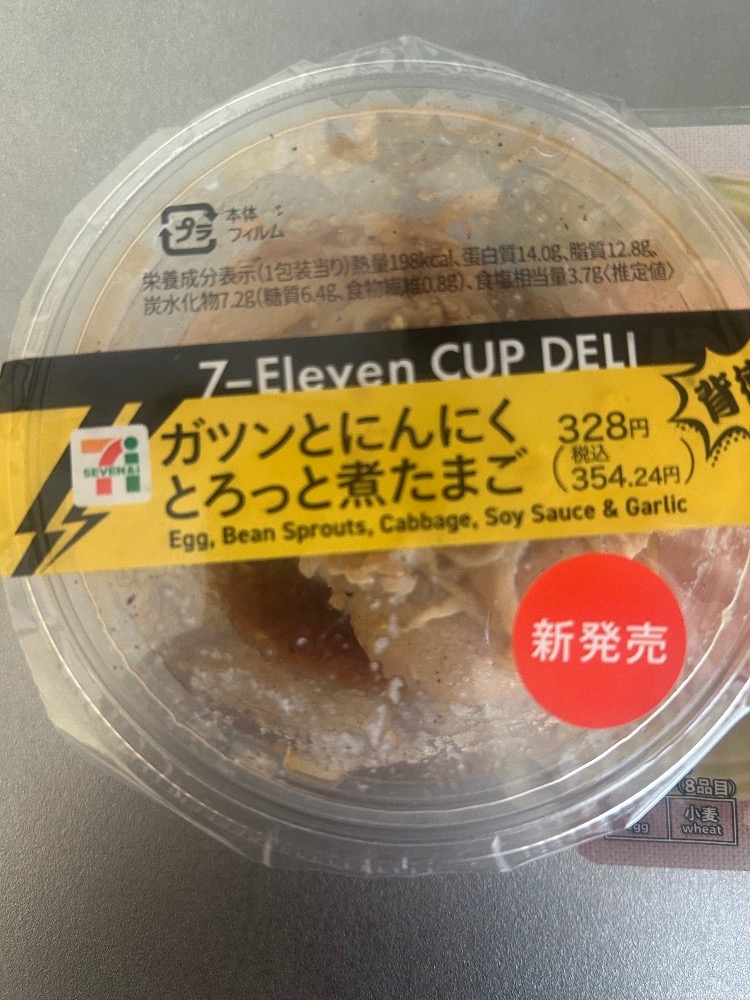 プラ
本体
フィルム
栄養成分表示(1包装当り)熱量198kcal、蛋白質14.0g、脂質12.8g、
炭水化物7.2g(糖質6.4g、食物繊維0.8g)、食塩相当量3.7g〈推定値〉
7-Eleven CUP DELI
背
SEVEN&i
ガツンとにんにく
とろっと煮たまご
328円
(税込
354.24円)
Egg, Bean Sprouts, Cabbage, Soy Sauce & Garlic
新発売
(8品目)
小麦
wheat